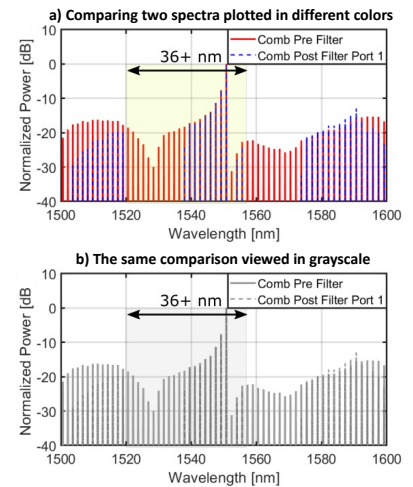 a) Comparing two spectra plotted in different colors
10
0
-10
-20
-30
-40
Normalized Power [dB]
36+ nm
Comb Pre Filter
Comb Post Filter Port 1
1500 1520 1540 1560 1580 1600
Wavelength [nm]
b) The same comparison viewed in grayscale
10
0
-10
-20
-30
-40
Normalized Power [dB
36+ nm
Comb Pre Filter
Comb Post Filter Port 1
1500 1520 1540 1560 1580 1600
Wavelength [nm]